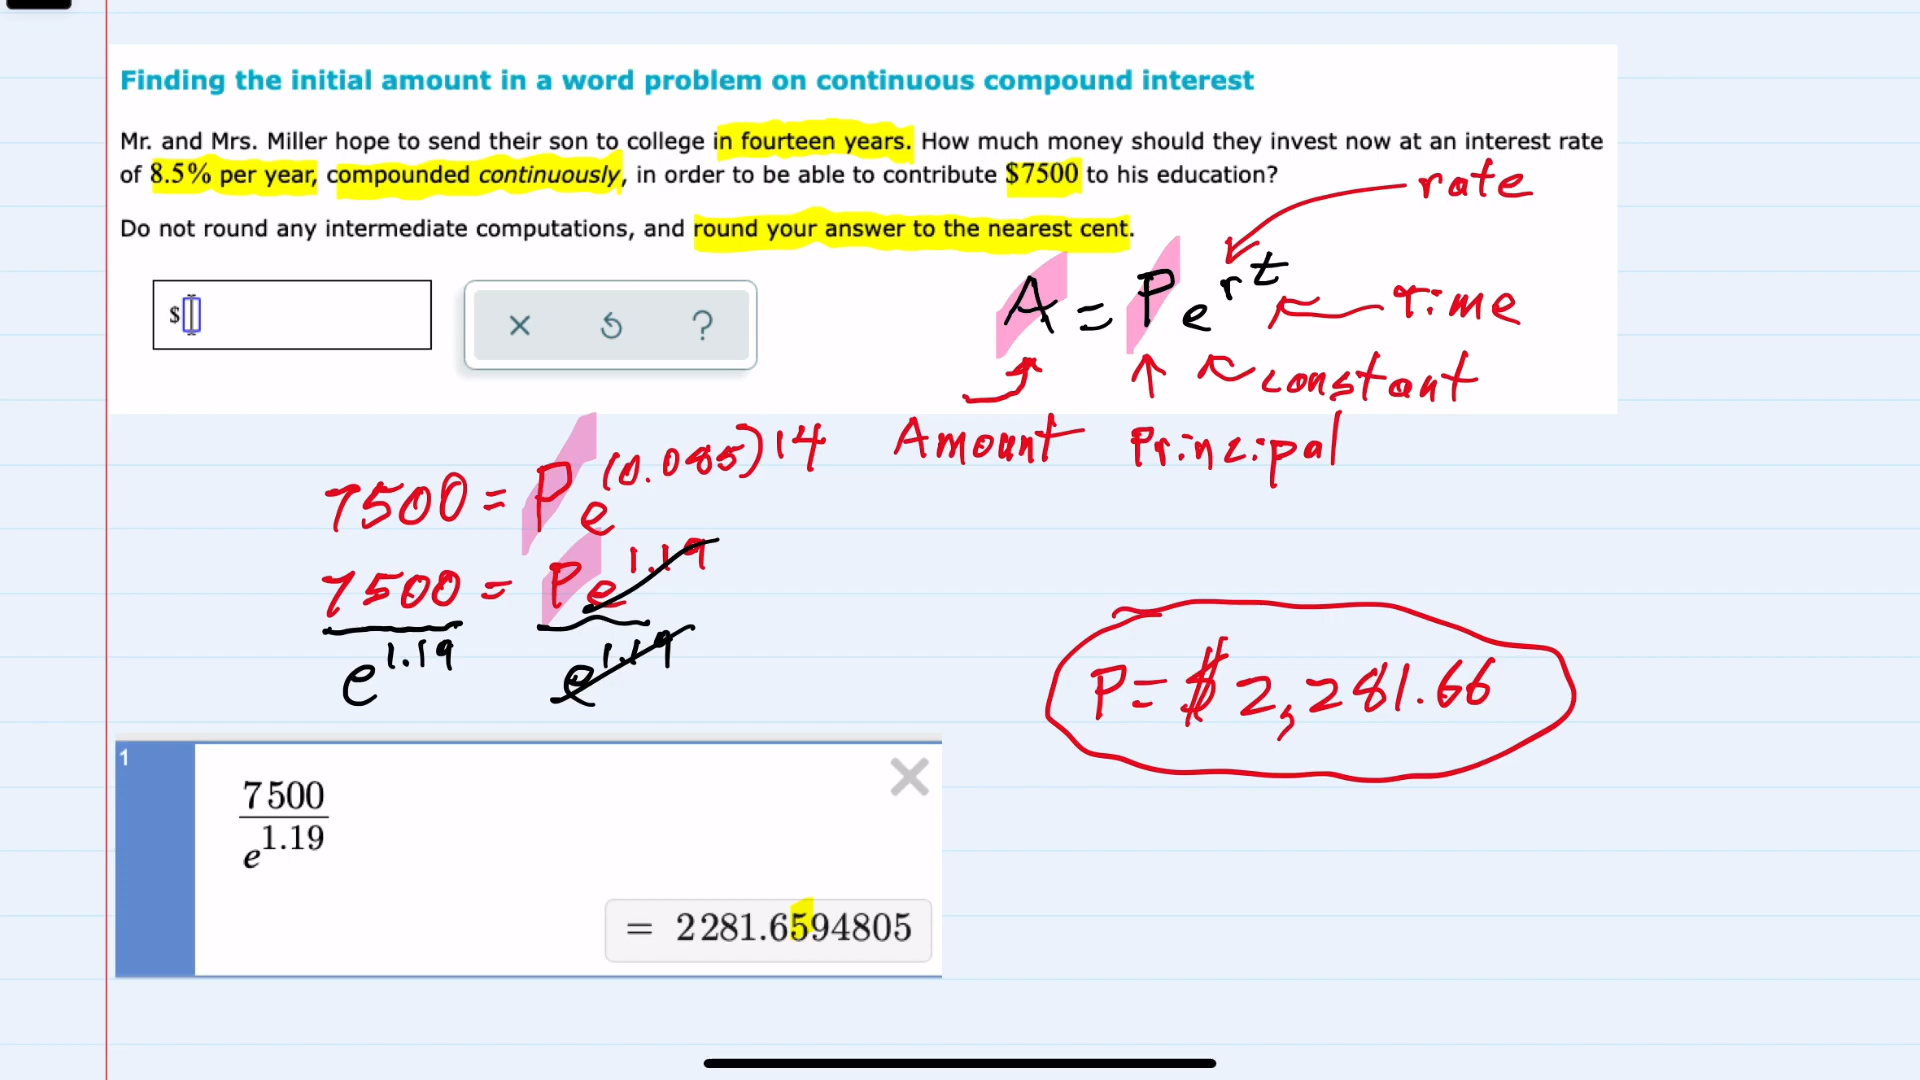 Finding the initial amount in a word problem on continuous compound interest
Mr. and Mrs. Miller hope to send their son to college in fourteen years. How much money should they invest now at an interest rate
of 8.5% per year, compounded continuously, in order to be able to contribute $7500 to his education?
rate
Do not round any intermediate computations, and round your answer to the nearest cent.
$
× ?
A = Pe^rt
Time
constant
Amount Principal
7500 = Pe^(0.085)14
7500 = Pe^1.19
e^1.19 e^1.19
P = $2,281.66
1
7500
e^1.19
= 2281.6594805